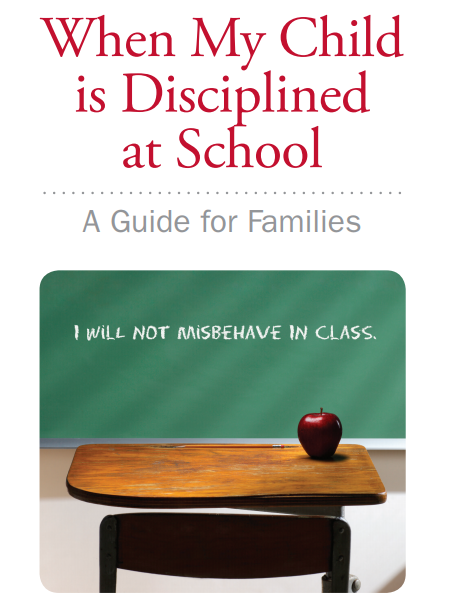 When My Child
is Disciplined
at School
A Guide for Families
I WILL NOT MISBEHAVE IN CLASS.